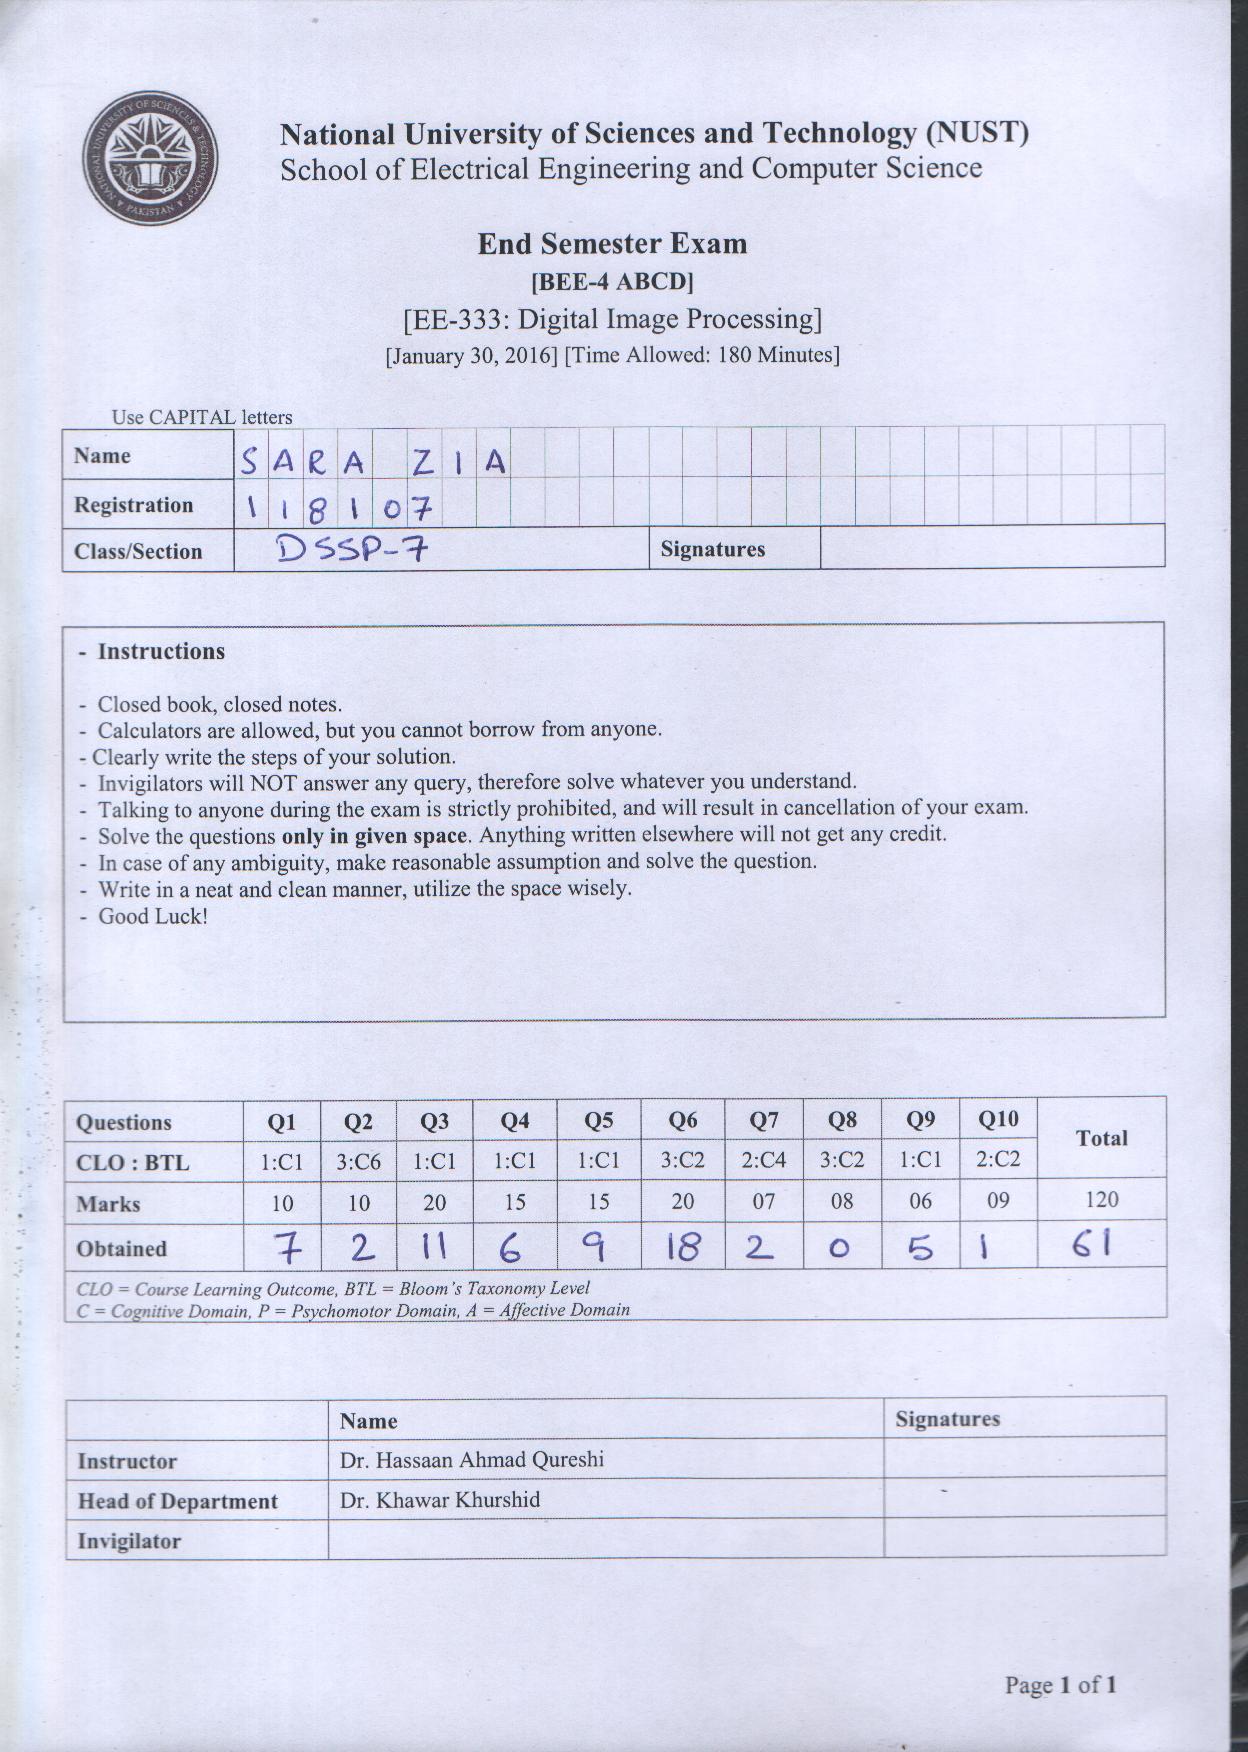 NATIONAL UNIVERSITY OF SCIENCES & TECHNOLOGY
PAKISTAN
National University of Sciences and Technology (NUST)
School of Electrical Engineering and Computer Science
End Semester Exam
[BEE-4 ABCD]
[EE-333: Digital Image Processing]
[January 30, 2016] [Time Allowed: 180 Minutes]
Use CAPITAL letters
Name SARA ZIA
Registration 118107
Class/Section DSSP-7 Signatures
- Instructions
- Closed book, closed notes.
- Calculators are allowed, but you cannot borrow from anyone.
- Clearly write the steps of your solution.
- Invigilators will NOT answer any query, therefore solve whatever you understand.
- Talking to anyone during the exam is strictly prohibited, and will result in cancellation of your exam.
- Solve the questions only in given space. Anything written elsewhere will not get any credit.
- In case of any ambiguity, make reasonable assumption and solve the question.
- Write in a neat and clean manner, utilize the space wisely.
- Good Luck!
Questions Q1 Q2 Q3 Q4 Q5 Q6 Q7 Q8 Q9 Q10 Total
CLO : BTL 1:C1 3:C6 1:C1 1:C1 1:C1 3:C2 2:C4 3:C2 1:C1 2:C2
Marks 10 10 20 15 15 20 07 08 06 09 120
Obtained 7 2 11 6 9 18 2 0 5 1 61
CLO = Course Learning Outcome, BTL = Bloom's Taxonomy Level
C = Cognitive Domain, P = Psychomotor Domain, A = Affective Domain
Name Signatures
Instructor Dr. Hassaan Ahmad Qureshi
Head of Department Dr. Khawar Khurshid
Invigilator
Page 1 of 1